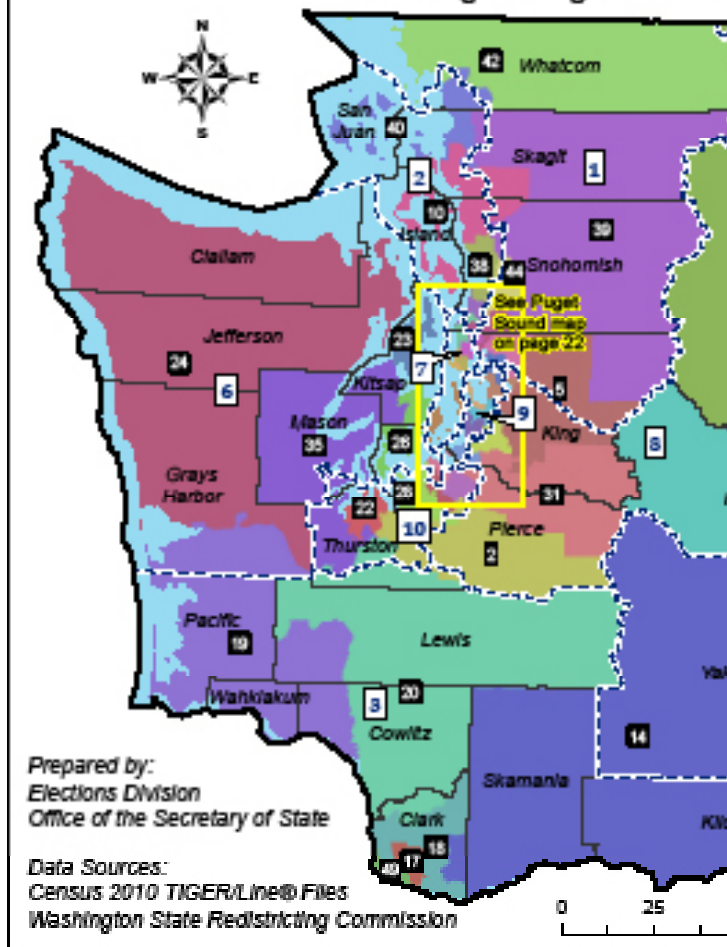 N
W E
S
42 Whatcom
San
Juan 40
Skagit 1
2
10
Island
39
38 44 Snohomish
Clallam
See Puget
Sound map
on page 22
Jefferson
23
24
7
Kitsap
5
6
9
Mason
King
8
35
26
Grays
Harbor
28
31
22
10
Pierce
Thurston
2
Pacific
19
Lewis
Wahkiakum
20
3
Cowlitz
14
Skamania
Clark
18
17
49
Prepared by:
Elections Division
Office of the Secretary of State
Data Sources:
Census 2010 TIGER/Line® Files
Washington State Redistricting Commission
0 25